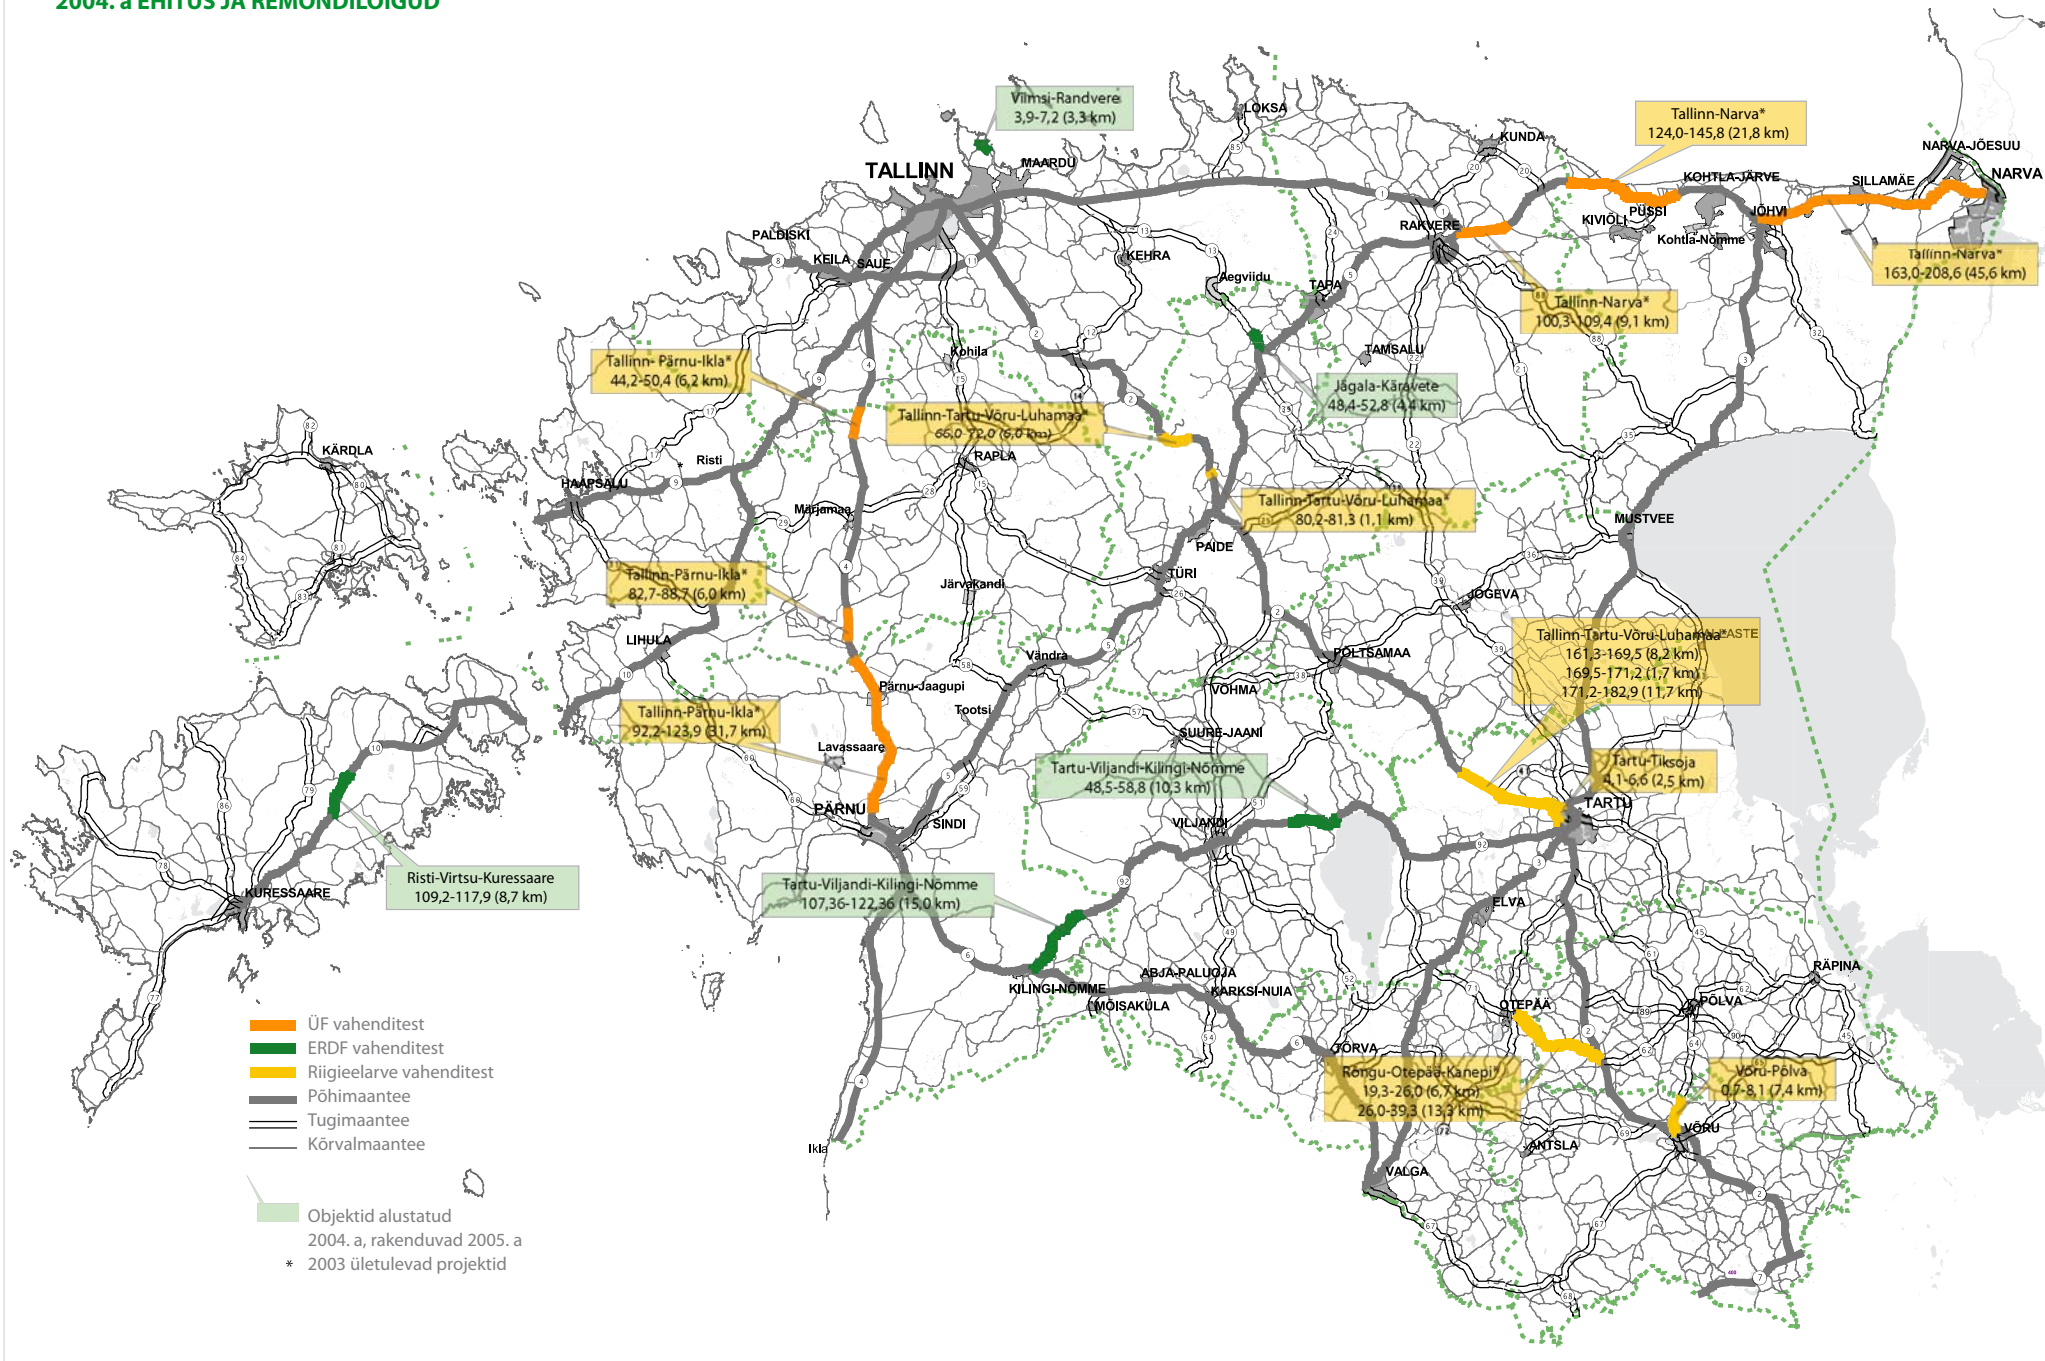 2004. a EHITUS JA REMONDILÕIGUD
Viimsi-Randvere
3,9-7,2 (3,3 km)
LOKSA
Tallinn-Narva*
124,0-145,8 (21,8 km)
KUNDA
NARVA-JÕESUU
NARVA
TALLINN
MAARDU
KOHTLA-JÄRVE
SILLAMÄE
PÜSSI
KIVIÕLI
JÕHVI
Kohtla-Nõmme
RAKVERE
PALDISKI
KEILA
SAUE
KEHRA
Aegviidu
TAPA
Tallinn-Narva*
163,0-208,6 (45,6 km)
Tallinn-Narva*
100,3-109,4 (9,1 km)
Kohila
TAMSALU
Tallinn- Pärnu-Ikla*
44,2-50,4 (6,2 km)
Jägala-Käravete
48,4-52,8 (4,4 km)
Tallinn-Tartu-Võru-Luhamaa*
66,0-72,0 (6,0 km)
KÄRDLA
Risti
RAPLA
HAAPSALU
Märjamaa
Tallinn-Tartu-Võru-Luhamaa*
80,2-81,3 (1,1 km)
MUSTVEE
PAIDE
TÜRI
Järvakandi
JÕGEVA
Tallinn-Pärnu-Ikla*
82,7-88,7 (6,0 km)
LIHULA
Vändra
PÕLTSAMAA
Tallinn-Tartu-Võru-Luhamaa*
161,3-169,5 (8,2 km)
169,5-171,2 (1,7 km)
171,2-182,9 (11,7 km)
Pärnu-Jaagupi
VÕHMA
Tootsi
Tallinn-Pärnu-Ikla*
92,2-123,9 (31,7 km)
Lavassaare
SUURE-JAANI
Tartu-Viljandi-Kilingi-Nõmme
48,5-58,8 (10,3 km)
Tartu-Tiksoja
4,1-6,6 (2,5 km)
TARTU
PÄRNU
SINDI
VILJANDI
Risti-Virtsu-Kuressaare
109,2-117,9 (8,7 km)
KURESSAARE
Tartu-Viljandi-Kilingi-Nõmme
107,36-122,36 (15,0 km)
ELVA
KILINGI-NÕMME
ABJA-PALUOJA
MÕISAKÜLA
KARKSI-NUIA
RÄPINA
OTEPÄÄ
PÕLVA
TÕRVA
Rõngu-Otepää-Kanepi*
19,3-26,0 (6,7 km)
26,0-39,3 (13,3 km)
Võru-Põlva
0,7-8,1 (7,4 km)
VÕRU
ANTSLA
VALGA
Ikla
ÜF vahenditest
ERDF vahenditest
Riigieelarve vahenditest
Põhimaantee
Tugimaantee
Kõrvalmaantee
Objektid alustatud
2004. a, rakenduvad 2005. a
* 2003 ületulevad projektid